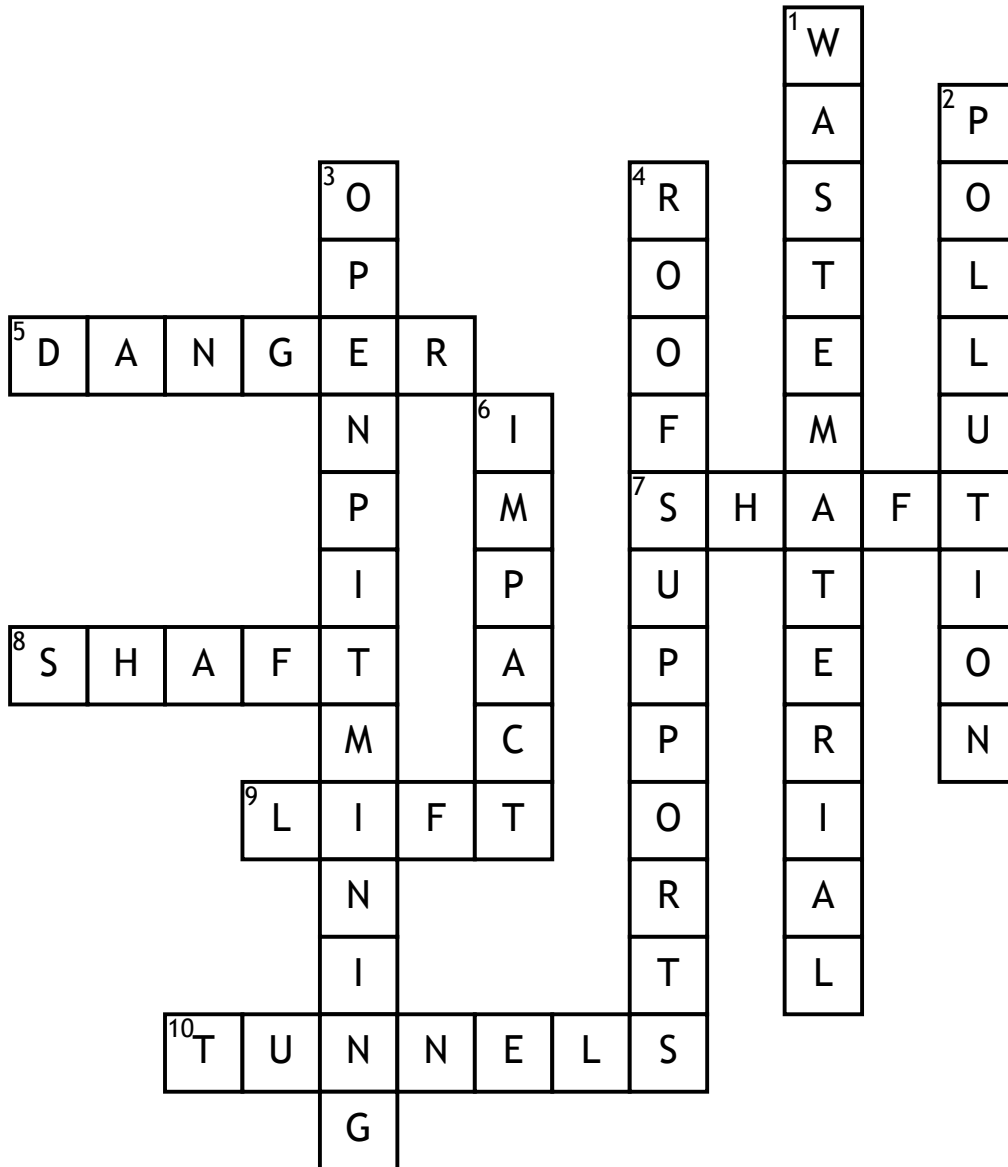 1 W
A 2 P
3 O 4 R S O
P O T L
5 D A N G E R O E L
N 6 I F M U
P M 7 S H A F T
I P U T I
8 S H A F T A P E O
M C P R N
9 L I F T O I
N R A
I T L
10 T U N N E L S
G